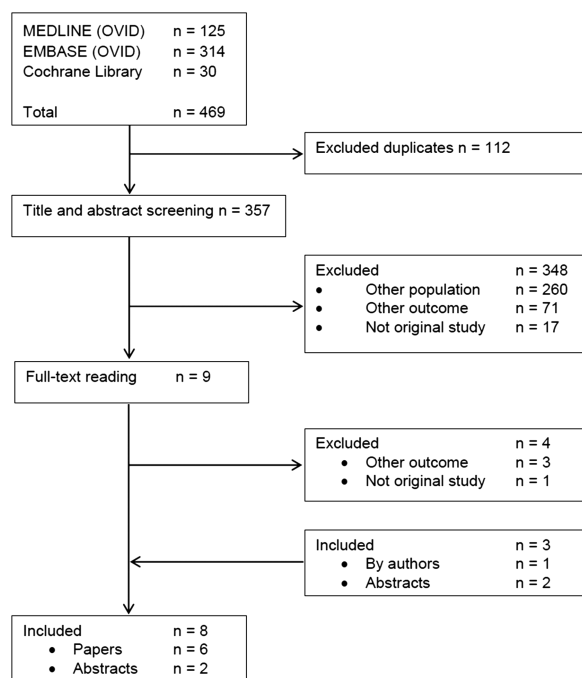 MEDLINE (OVID) n = 125
EMBASE (OVID) n = 314
Cochrane Library n = 30
Total n = 469
Excluded duplicates n = 112
Title and abstract screening n = 357
Excluded n = 348
• Other population n = 260
• Other outcome n = 71
• Not original study n = 17
Full-text reading n = 9
Excluded n = 4
• Other outcome n = 3
• Not original study n = 1
Included n = 3
• By authors n = 1
• Abstracts n = 2
Included n = 8
• Papers n = 6
• Abstracts n = 2